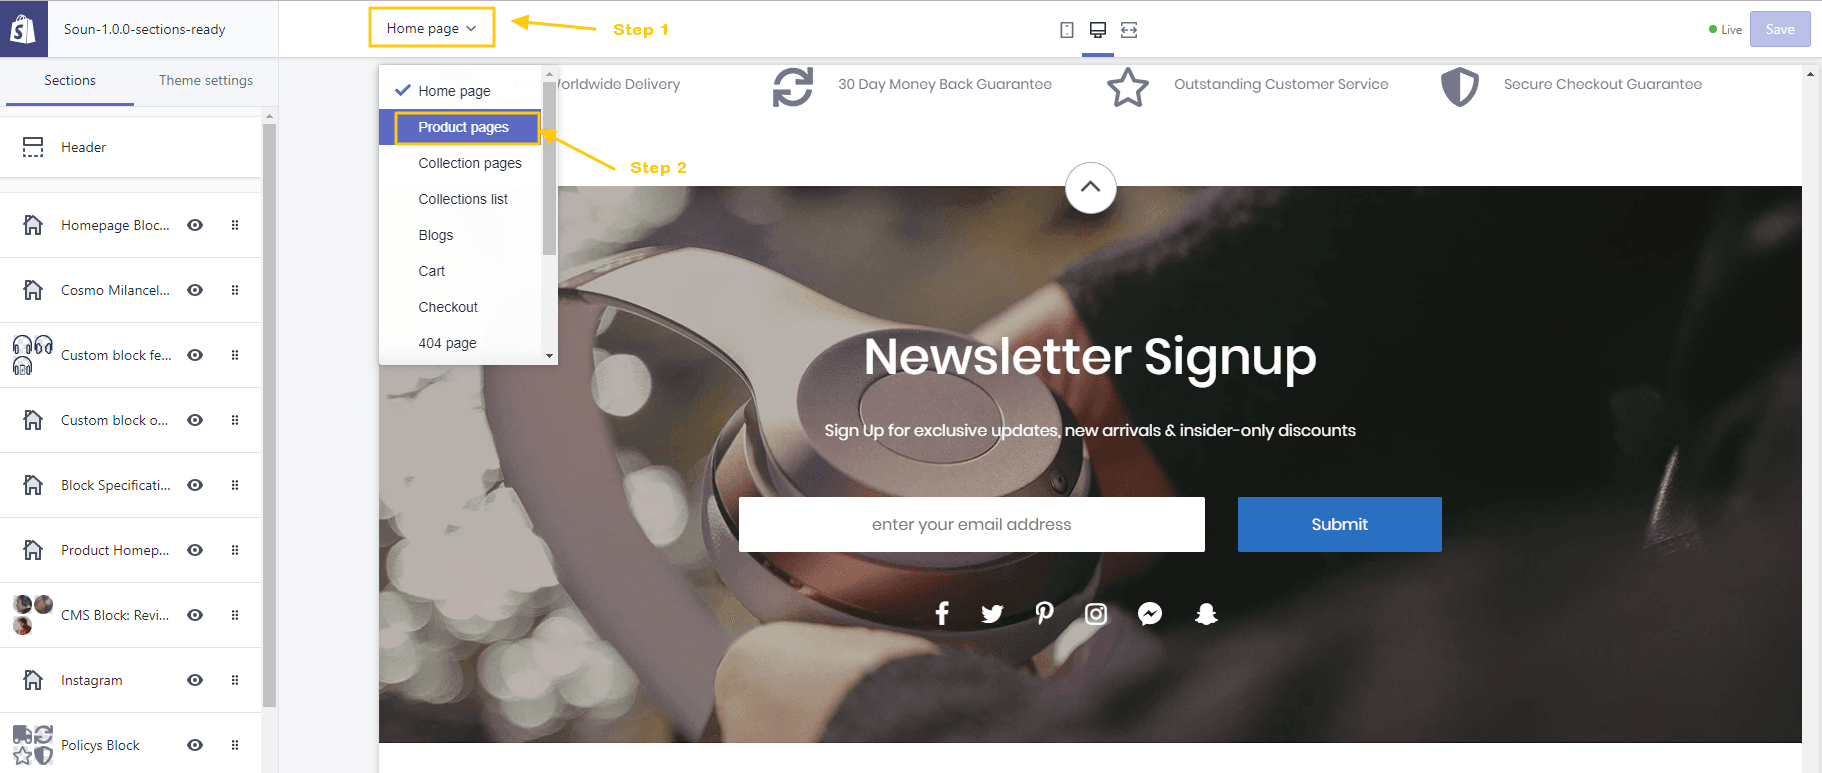 Soun-1.0.0-sections-ready
Home page
Step 1
Live
Save
Sections
Theme settings
Header
Homepage Bloc...
Cosmo Milancel...
Custom block fe...
Custom block o...
Block Specificati...
Product Homep...
CMS Block: Revi...
Instagram
Policys Block
Home page
Product pages
Collection pages
Collections list
Blogs
Cart
Checkout
404 page
Step 2
orldwide Delivery
30 Day Money Back Guarantee
Outstanding Customer Service
Secure Checkout Guarantee
Newsletter Signup
Sign Up for exclusive updates, new arrivals & insider-only discounts
enter your email address
Submit